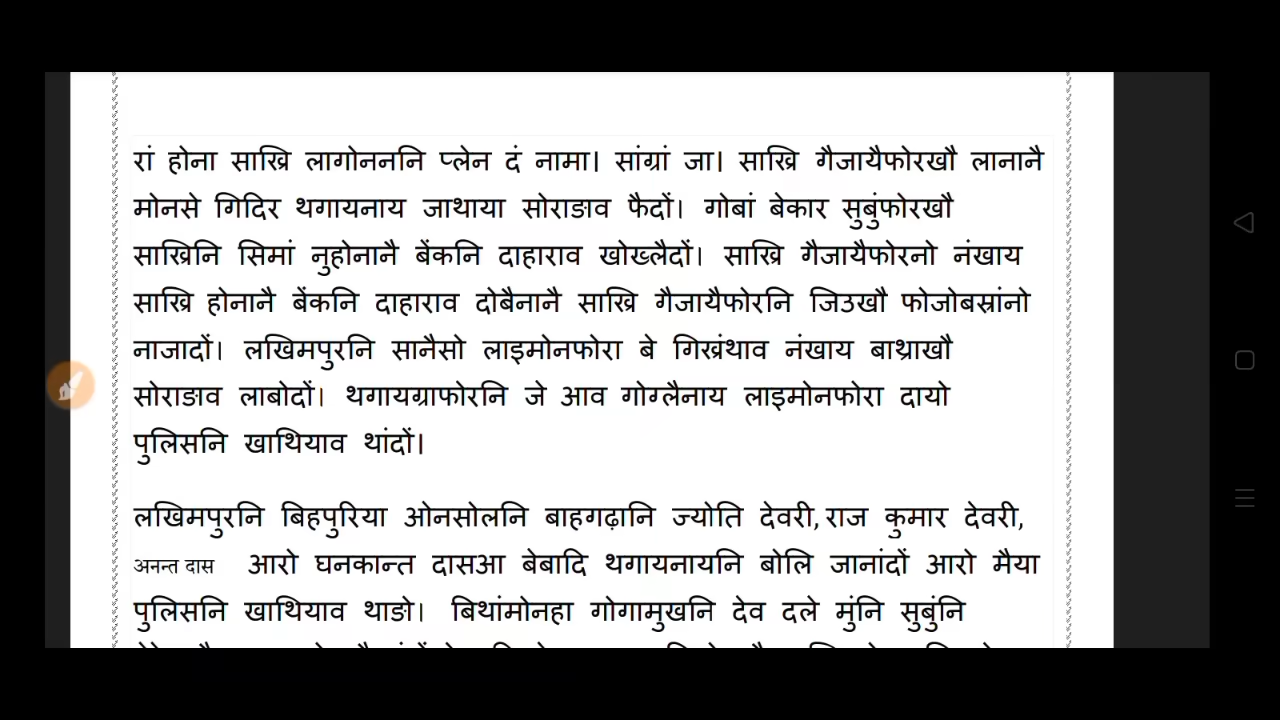 रां होना साख्रि लागोनननि प्लेन दं नामा। सांग्रां जा। साख्रि गैजायैफोरखौ लानानै
मोनसे गिदिर थगायनाय जाथाया सोराङाव फैदों। गोबां बेकार सुबुंफोरखौ
साख्रिनि सिमां नुहोनानै बेंकनि दाहाराव खोख्लैदों। साख्रि गैजायैफोरनो नंखाय
साख्रि होनानै बेंकनि दाहाराव दोबैनानै साख्रि गैजायैफोरनि जिउखौ फोजोबस्रांनो
नाजादों। लखिमपुरनि सानैसो लाइमोनफोरा बे गिख्रंथाव नंखाय बाथ्राखौ
सोराङाव लाबोदों। थगायग्राफोरनि जे आव गोग्लैनाय लाइमोनफोरा दायो
पुलिसनि खाथियाव थांदों।
लखिमपुरनि बिहपुरिया ओनसोलनि बाहगढ़ानि ज्योति देवरी, राज कुमार देवरी,
अनन्त दास आरो घनकान्त दासआ बेबादि थगायनायनि बोलि जानांदों आरो मैया
पुलिसनि खाथियाव थाङो। बिथांमोनहा गोगामुखनि देव दले मुंनि सुबुंनि